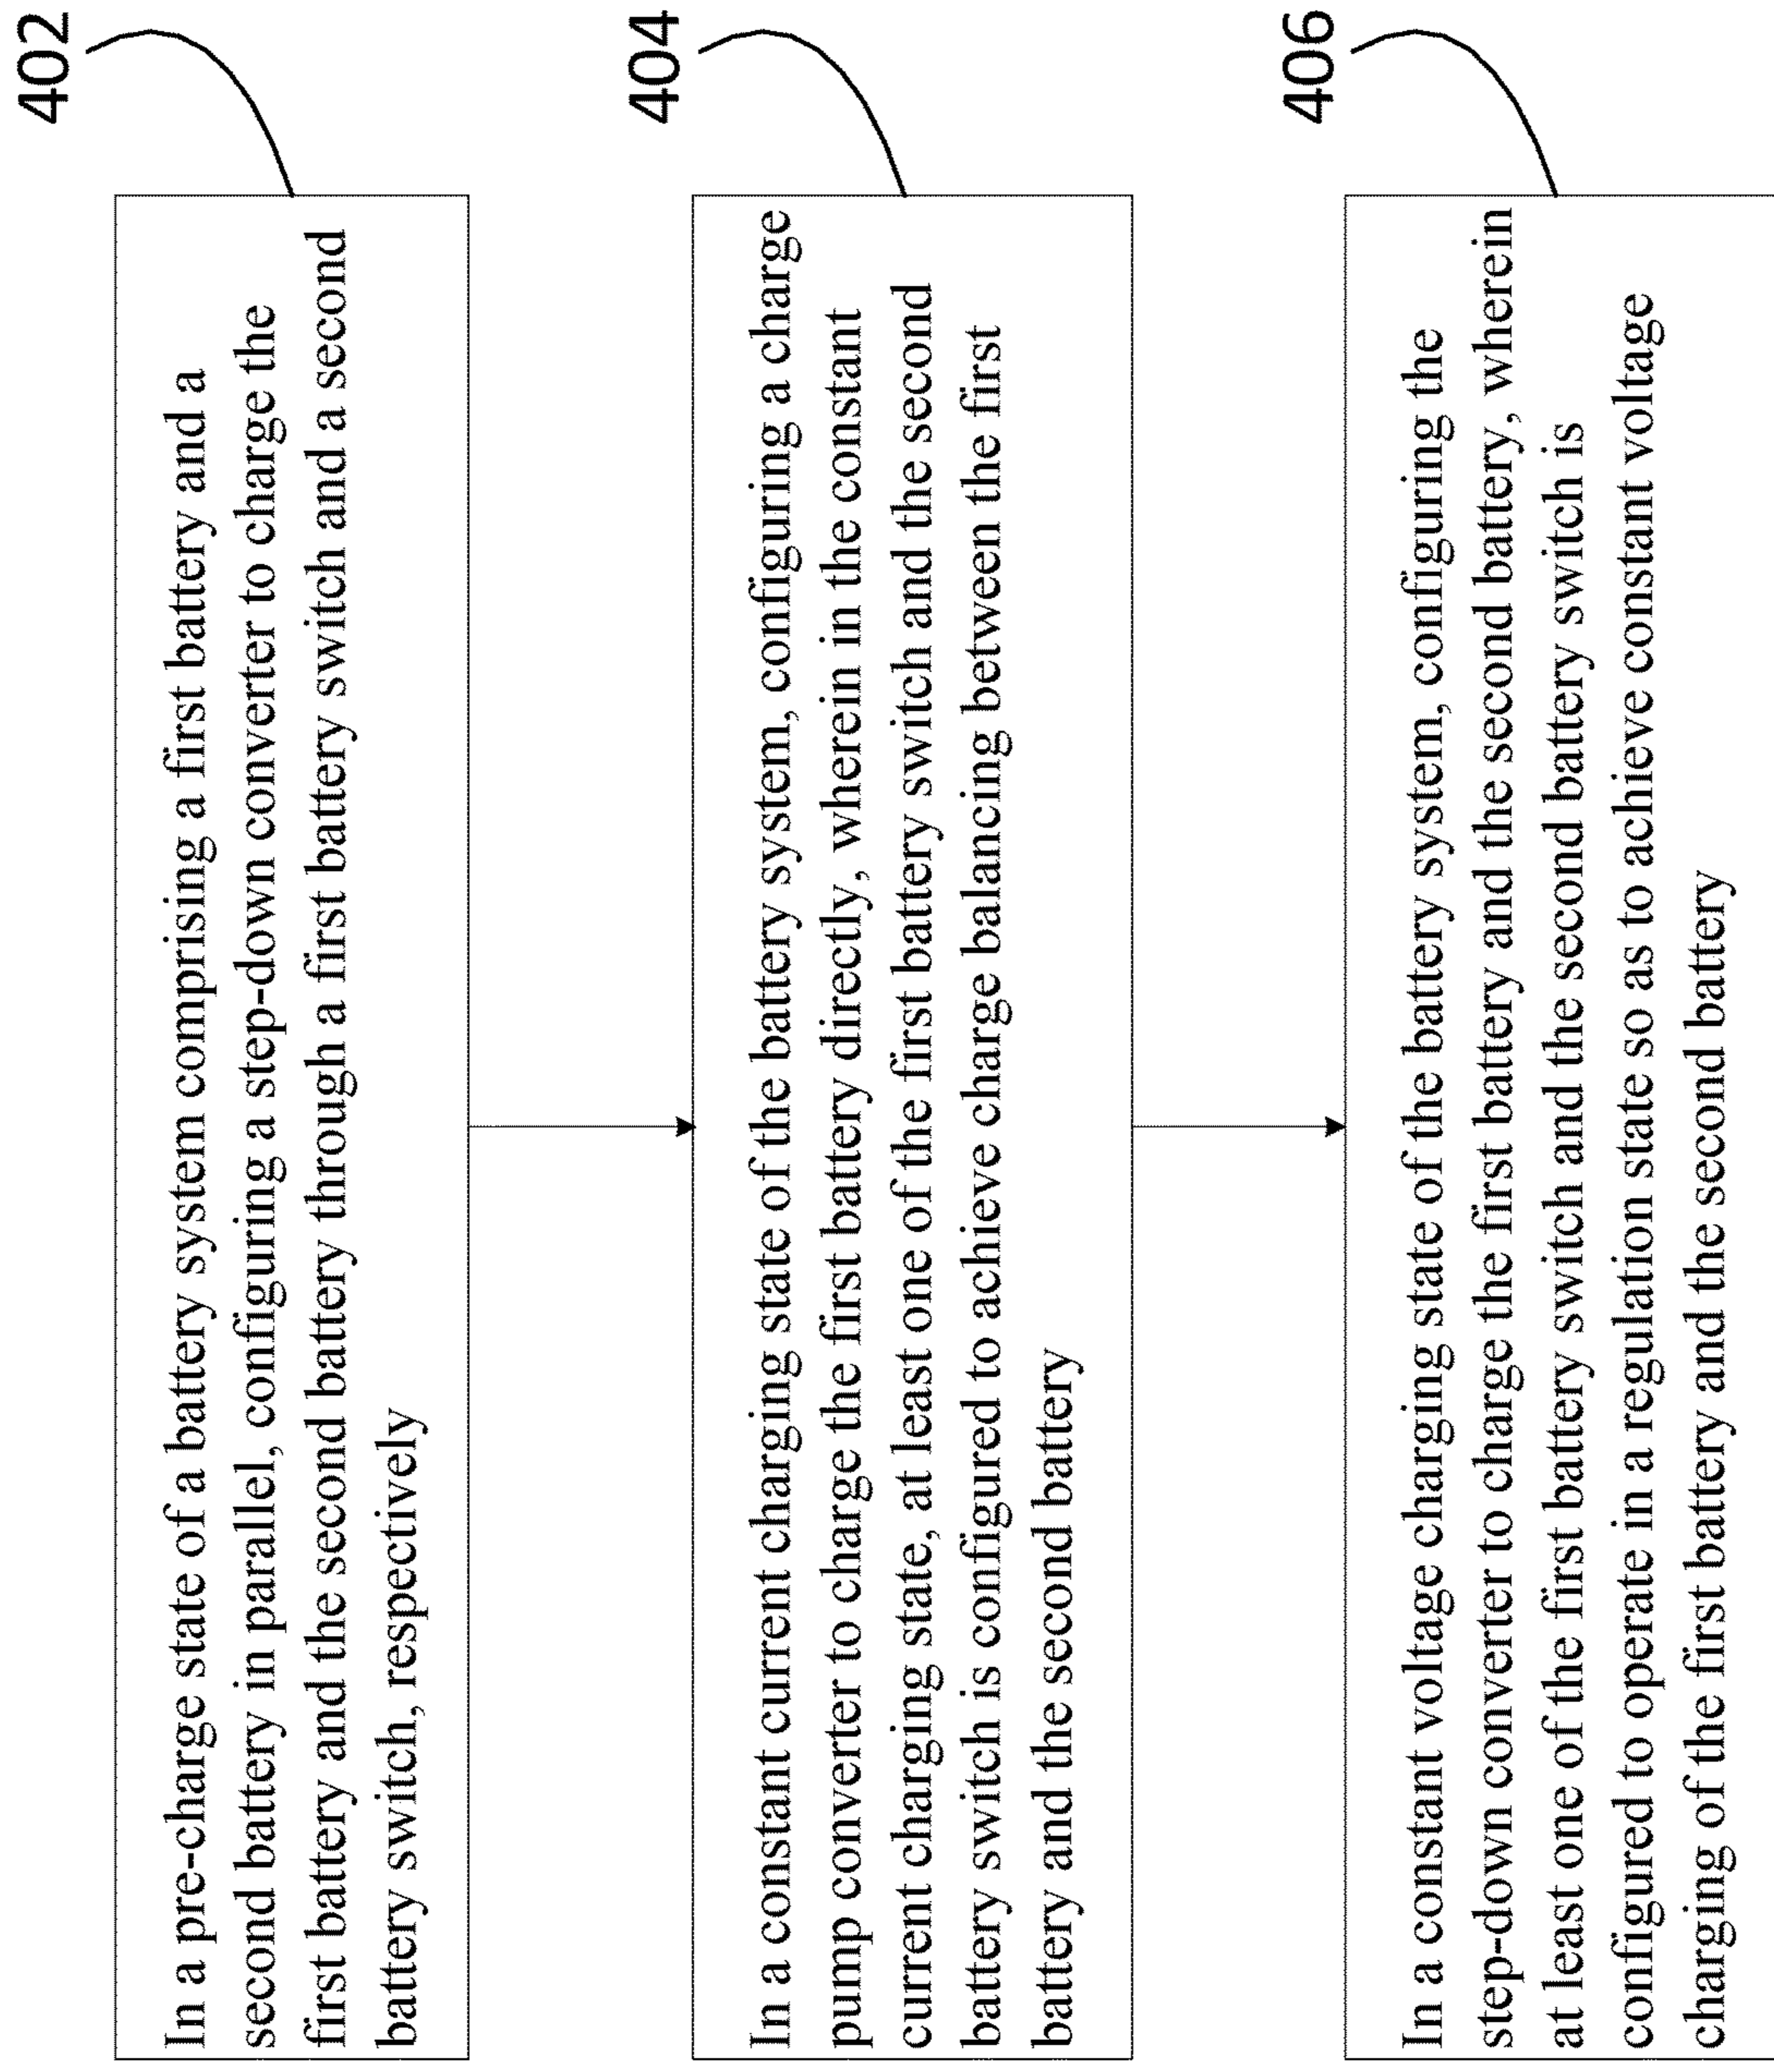 402
In a pre-charge state of a battery system comprising a first battery and a
second battery in parallel, configuring a step-down converter to charge the
first battery and the second battery through a first battery switch and a second
battery switch, respectively
404
In a constant current charging state of the battery system, configuring a charge
pump converter to charge the first battery directly, wherein in the constant
current charging state, at least one of the first battery switch and the second
battery switch is configured to achieve charge balancing between the first
battery and the second battery
406
In a constant voltage charging state of the battery system, configuring the
step-down converter to charge the first battery and the second battery, wherein
at least one of the first battery switch and the second battery switch is
configured to operate in a regulation state so as to achieve constant voltage
charging of the first battery and the second battery